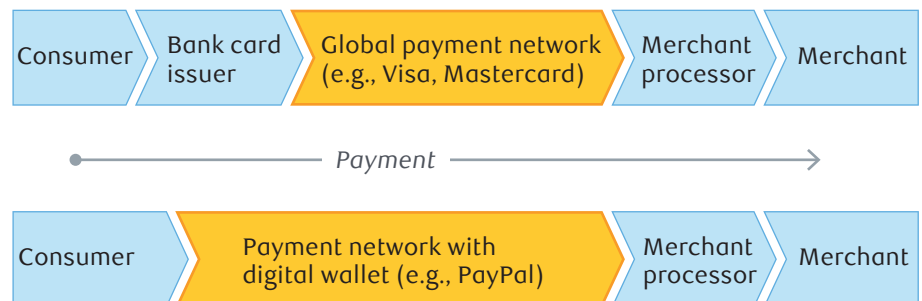 Consumer
Bank card
issuer
Global payment network
(e.g., Visa, Mastercard)
Merchant
processor
Merchant
Payment
Consumer
Payment network with
digital wallet (e.g., PayPal)
Merchant
processor
Merchant